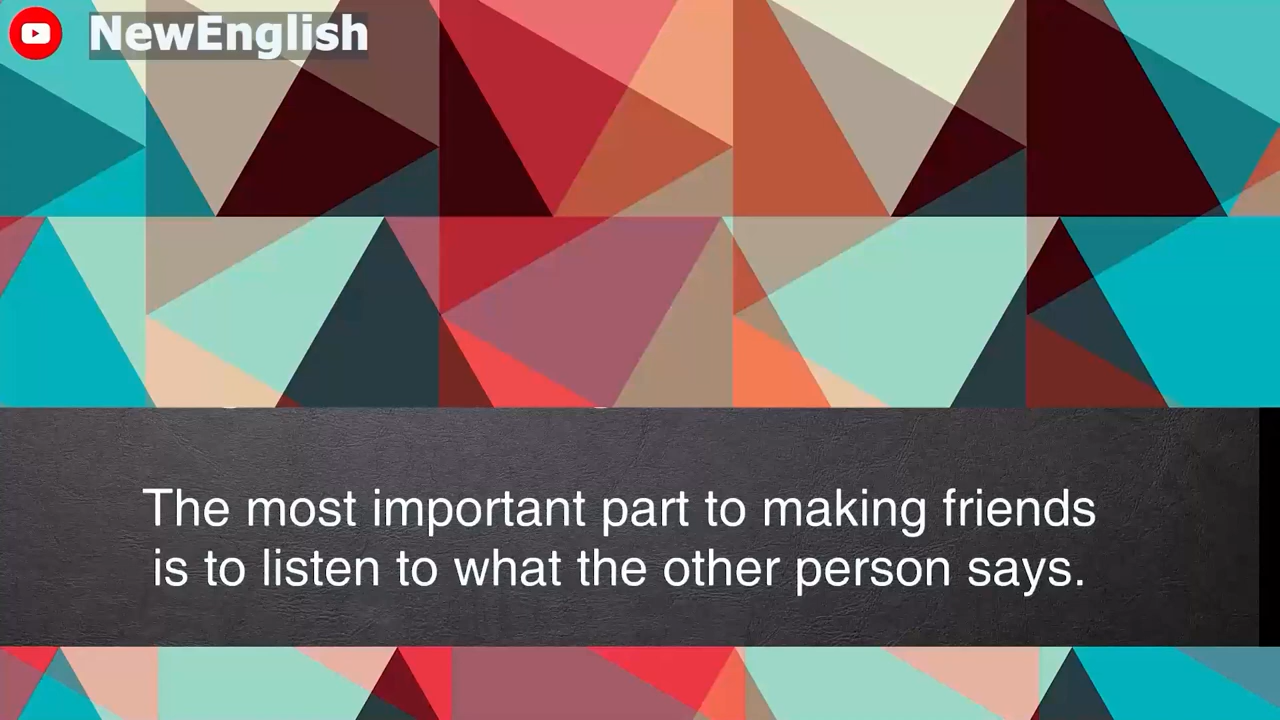 NewEnglish
The most important part to making friends
is to listen to what the other person says.